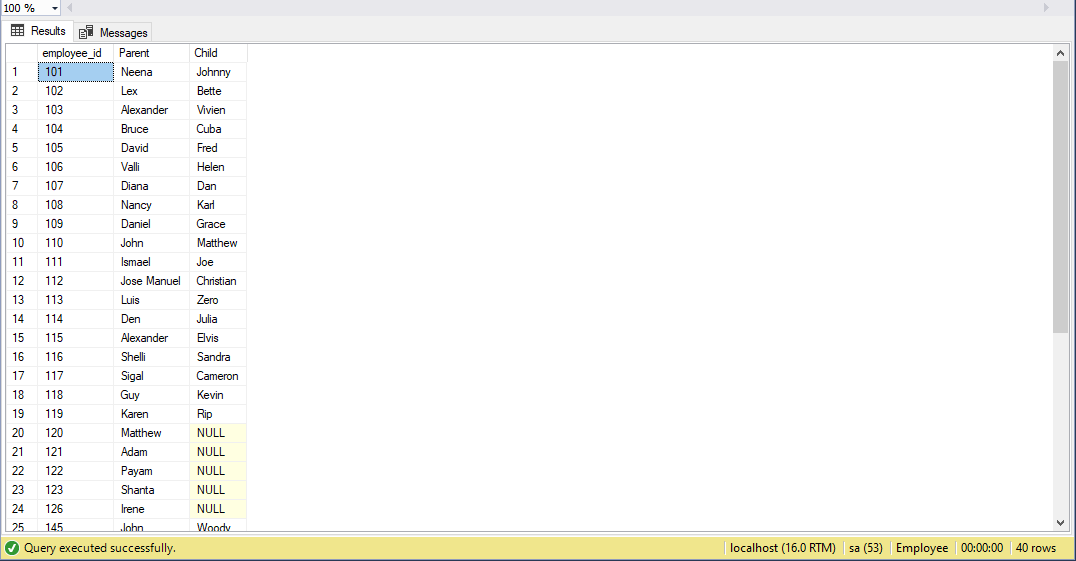 100 %
Results Messages
employee_id Parent Child
1 101 Neena Johnny
2 102 Lex Bette
3 103 Alexander Vivien
4 104 Bruce Cuba
5 105 David Fred
6 106 Valli Helen
7 107 Diana Dan
8 108 Nancy Karl
9 109 Daniel Grace
10 110 John Matthew
11 111 Ismael Joe
12 112 Jose Manuel Christian
13 113 Luis Zero
14 114 Den Julia
15 115 Alexander Elvis
16 116 Shelli Sandra
17 117 Sigal Cameron
18 118 Guy Kevin
19 119 Karen Rip
20 120 Matthew NULL
21 121 Adam NULL
22 122 Payam NULL
23 123 Shanta NULL
24 126 Irene NULL
25 145 John Woody
Query executed successfully. localhost (16.0 RTM) sa (53) Employee 00:00:00 40 rows